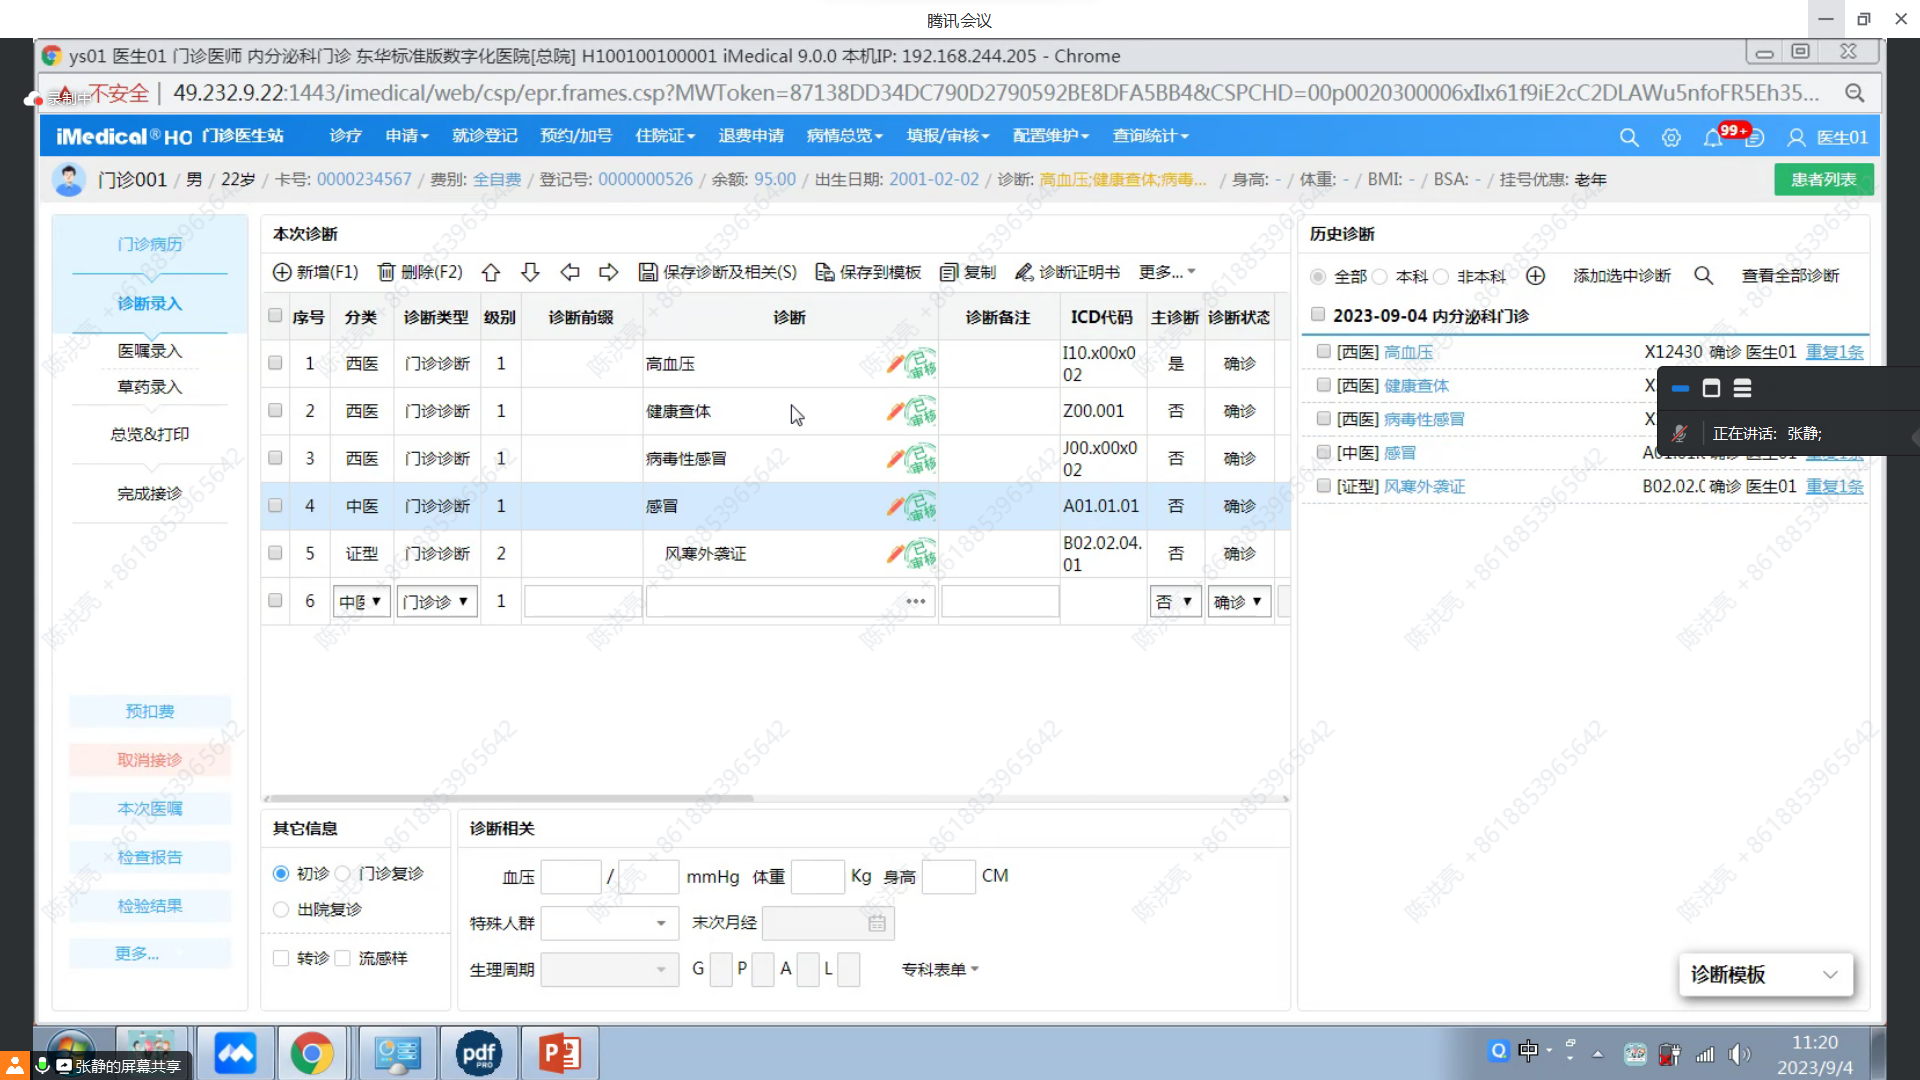 腾讯会议
ys01 医生01 门诊医师 内分泌科门诊 东华标准版数字化医院[总院] H100100100001 iMedical 9.0.0 本机IP: 192.168.244.205 - Chrome
录制中
不安全 | 49.232.9.22:1443/imedical/web/csp/epr.frames.csp?MWToken=87138DD34DC790D2790592BE8DFA5BB4&CSPCHD=00p0020300006xIlx61f9iE2cC2DLAWu5nfoFR5Eh35...
iMedical® HO 门诊医生站 诊疗 申请 就诊登记 预约/加号 住院证 退费申请 病情总览 填报/审核 配置维护 查询统计 99+ 医生01
门诊001 / 男 / 22岁 / 卡号: 0000234567 / 费别: 全自费 / 登记号: 0000000526 / 余额: 95.00 / 出生日期: 2001-02-02 / 诊断: 高血压;健康查体;病毒... / 身高: - / 体重: - / BMI: - / BSA: - / 挂号优惠: 老年 患者列表
门诊病历
诊断录入
医嘱录入
草药录入
总览&打印
完成接诊
预扣费
取消接诊
本次医嘱
检查报告
检验结果
更多...
本次诊断
新增(F1) 删除(F2) 保存诊断及相关(S) 保存到模板 复制 诊断证明书 更多...
序号 分类 诊断类型 级别 诊断前缀 诊断 诊断备注 ICD代码 主诊断 诊断状态
1 西医 门诊诊断 1 高血压 已审核 I10.x00x002 是 确诊
2 西医 门诊诊断 1 健康查体 已审核 Z00.001 否 确诊
3 西医 门诊诊断 1 病毒性感冒 已审核 J00.x00x002 否 确诊
4 中医 门诊诊断 1 感冒 已审核 A01.01.01 否 确诊
5 证型 门诊诊断 2 风寒外袭证 已审核 B02.02.04.01 否 确诊
6 中医 门诊诊 1 ... 否 确诊
其它信息
初诊 门诊复诊
出院复诊
转诊 流感样
诊断相关
血压 / mmHg 体重 Kg 身高 CM
特殊人群 末次月经
生理周期 G P A L 专科表单
历史诊断
全部 本科 非本科 添加选中诊断 查看全部诊断
2023-09-04 内分泌科门诊
[西医] 高血压 X12430 确诊 医生01 重复1条
[西医] 健康查体 X
[西医] 病毒性感冒 X
[中医] 感冒 A01.01.0 确诊 医生01 重复1条
[证型] 风寒外袭证 B02.02.0 确诊 医生01 重复1条
正在讲话: 张静;
诊断模板
张静的屏幕共享
pdf
PRO
中
11:20
2023/9/4
陈洪亮 +8618853965642